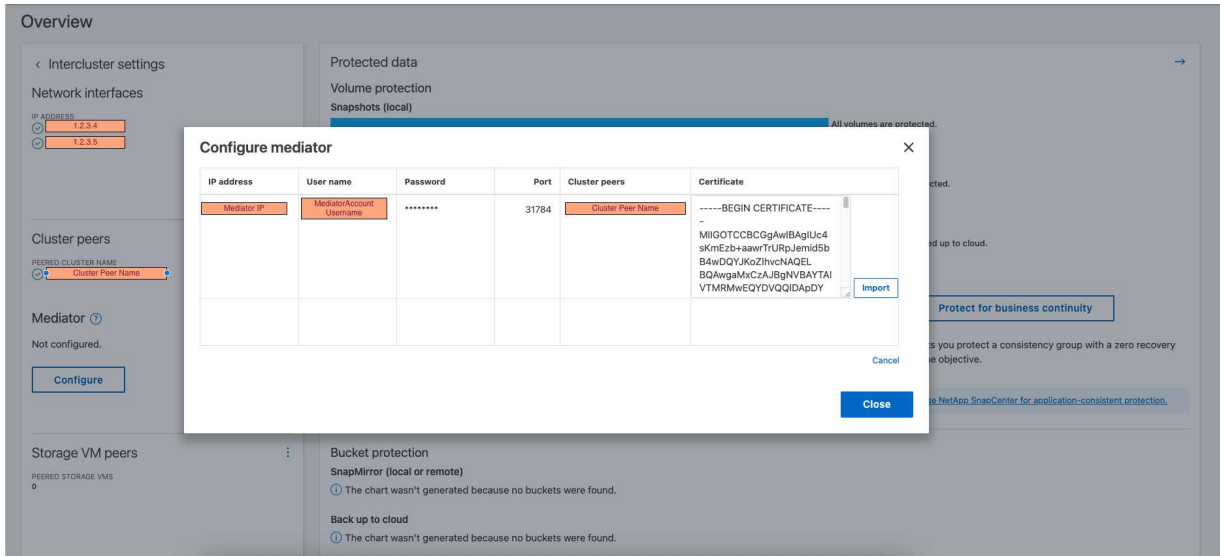 Overview
< Intercluster settings
Network interfaces
IP ADDRESS
1.2.3.4
1.2.3.5
Cluster peers
PEERED CLUSTER NAME
Cluster Peer Name
Mediator
Not configured.
Configure
Storage VM peers
PEERED STORAGE VMS
0
Protected data
→
Volume protection
Snapshots (local)
All volumes are protected.
cted.
ed up to cloud.
Protect for business continuity
s you protect a consistency group with a zero recovery
e objective.
e NetApp SnapCenter for application-consistent protection.
Bucket protection
SnapMirror (local or remote)
The chart wasn't generated because no buckets were found.
Back up to cloud
The chart wasn't generated because no buckets were found.
Configure mediator
IP address User name Password Port Cluster peers Certificate
Mediator IP
MediatorAccount
Username
********
31784
Cluster Peer Name
-----BEGIN CERTIFICATE----
-
MIIGOTCCBCGgAwIBAgIUc4
sKmEzb+aawrTrURpJemid5b
B4wDQYJKoZIhvcNAQEL
BQAwgaMxCzAJBgNVBAYTAl
VTMRMwEQYDVQQIDApDY
Import
Cancel
Close